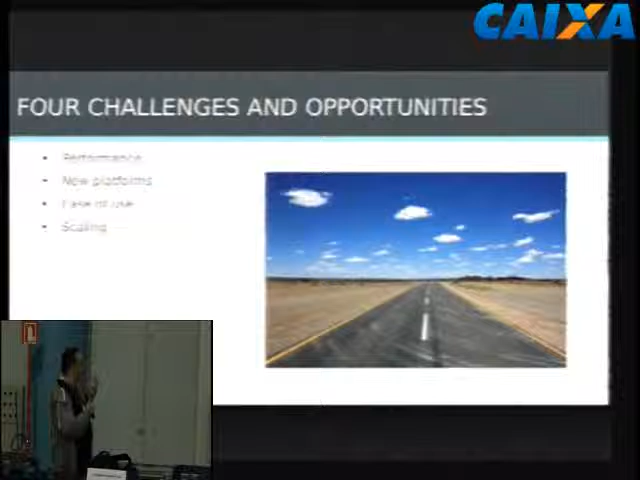 CAIXA
FOUR CHALLENGES AND OPPORTUNITIES
• Performance
• New platforms
• Ease of use
• Scaling